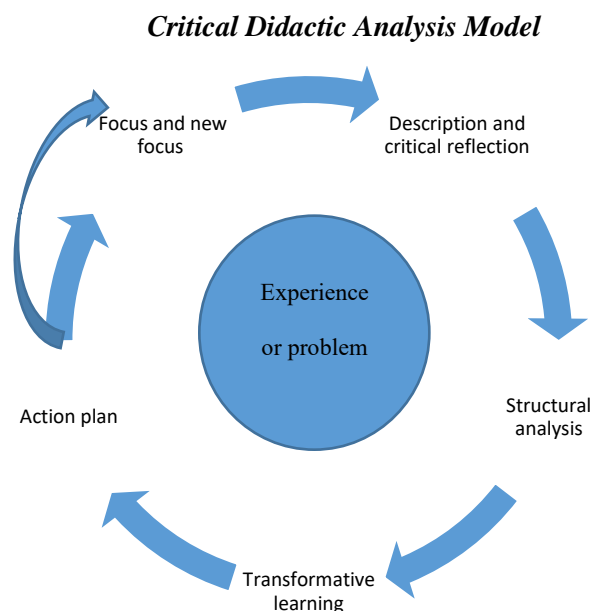 Critical Didactic Analysis Model
Focus and new
focus
Description and
critical reflection
Experience
or problem
Structural
analysis
Action plan
Transformative
learning